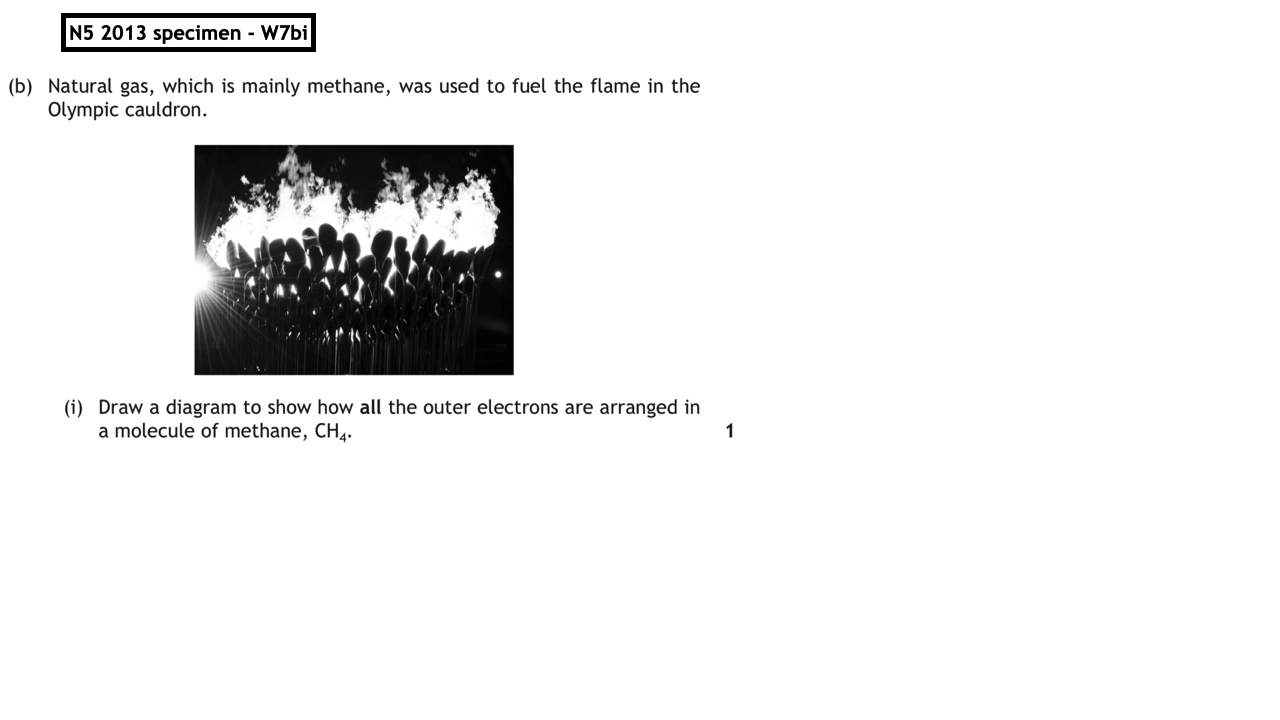 N5 2013 specimen - W7bi
(b) Natural gas, which is mainly methane, was used to fuel the flame in the
Olympic cauldron.
(i) Draw a diagram to show how all the outer electrons are arranged in
a molecule of methane, CH₄. 1